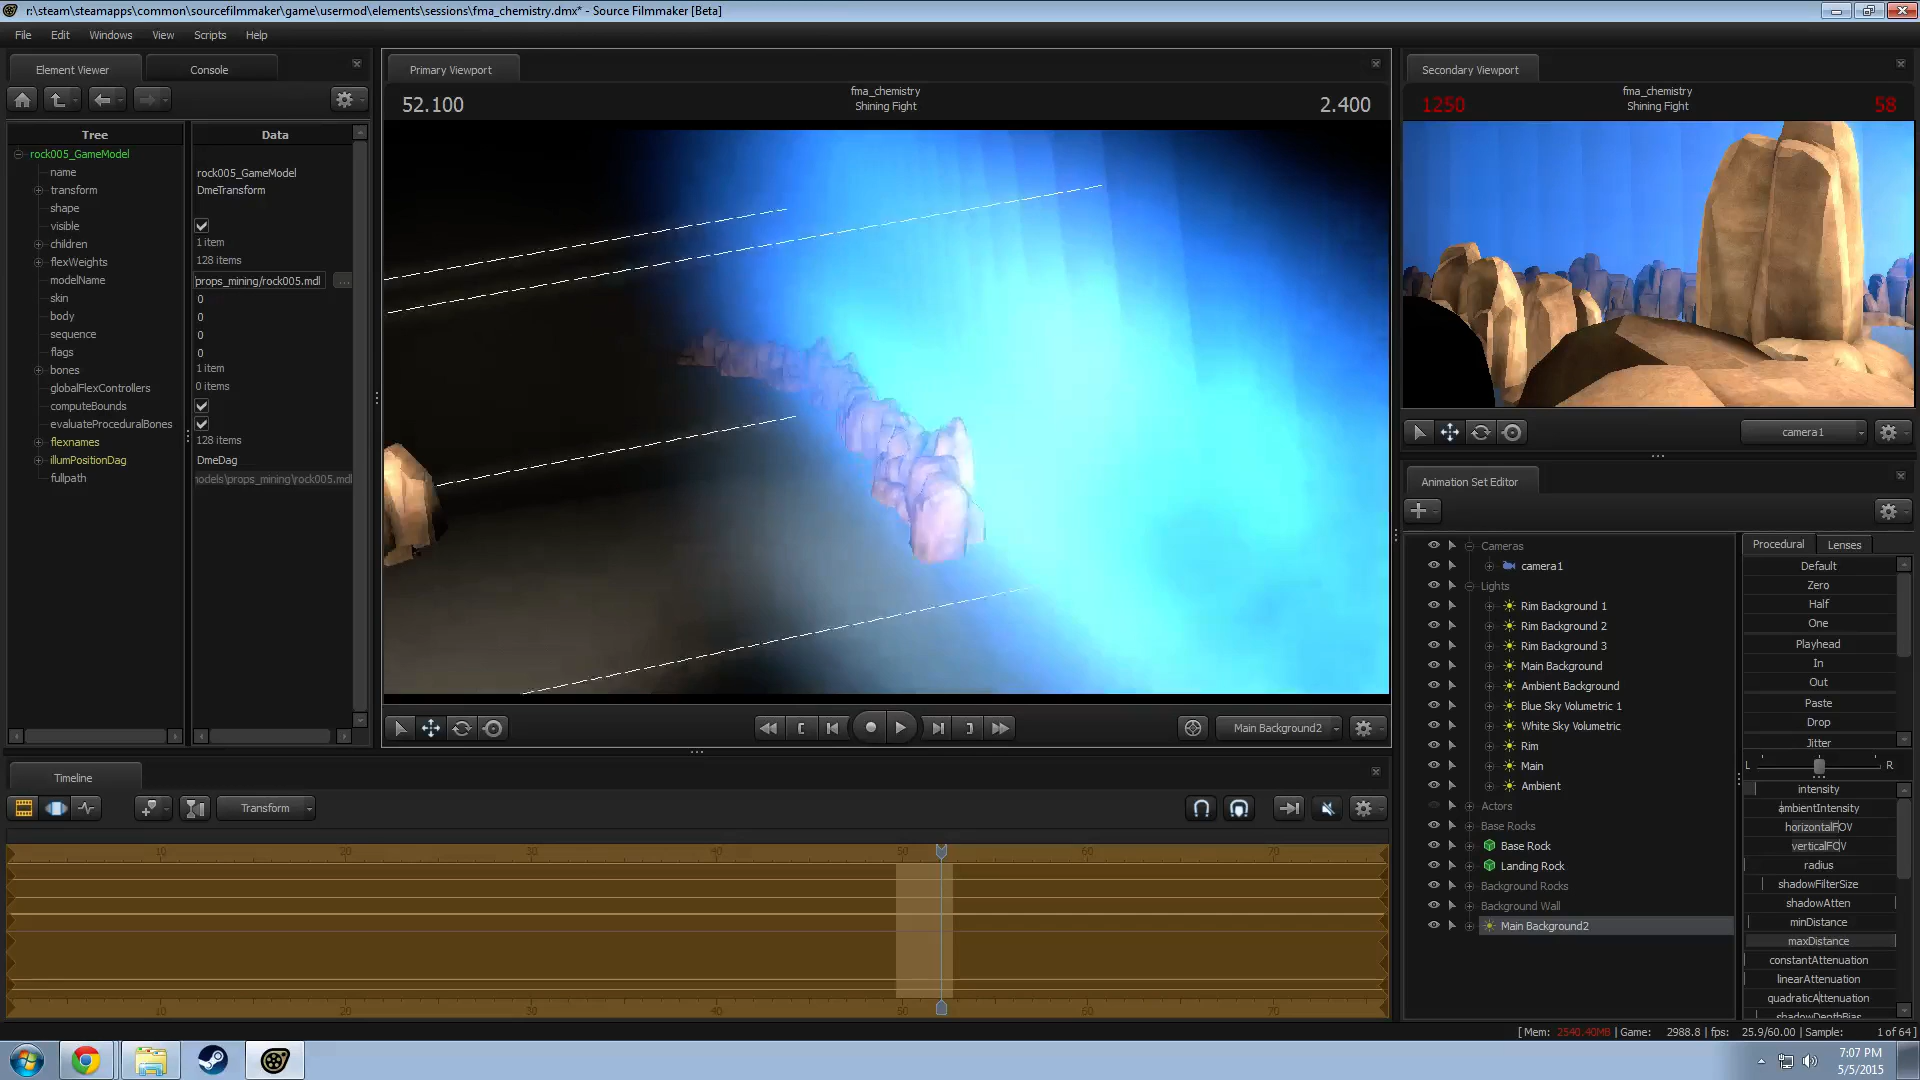 r:\steam\steamapps\common\sourcefilmmaker\game\usermod\elements\sessions\fma_chemistry.dmx* - Source Filmmaker [Beta]
File Edit Windows View Scripts Help
Element Viewer Console
Tree Data
rock005_GameModel
name rock005_GameModel
transform DmeTransform
shape
visible
children 1 item
flexWeights 128 items
modelName props_mining/rock005.mdl ...
skin 0
body 0
sequence 0
flags 0
bones 1 item
globalFlexControllers 0 items
computeBounds
evaluateProceduralBones
flexnames 128 items
illumPositionDag DmeDag
fullpath nodels\props_mining\rock005.mdl
Primary Viewport
52.100
fma_chemistry
Shining Fight
2.400
Main Background2
Secondary Viewport
1250
fma_chemistry
Shining Fight
58
camera1
Animation Set Editor
Cameras
camera1
Lights
Rim Background 1
Rim Background 2
Rim Background 3
Main Background
Ambient Background
Blue Sky Volumetric 1
White Sky Volumetric
Rim
Main
Ambient
Actors
Base Rocks
Base Rock
Landing Rock
Background Rocks
Background Wall
Main Background2
Procedural Lenses
Default
Zero
Half
One
Playhead
In
Out
Paste
Drop
Jitter
L R
intensity
ambientIntensity
horizontalFOV
verticalFOV
radius
shadowFilterSize
shadowAtten
minDistance
maxDistance
constantAttenuation
linearAttenuation
quadraticAttenuation
shadowDepthBias
Timeline
Transform
10 20 30 40 50 70
10 20 30 40 50 70
[ Mem: 2540.40MB | Game: 2988.8 | fps: 25.9/60.00 | Sample: 1 of 64 ]
7:07 PM
5/5/2015